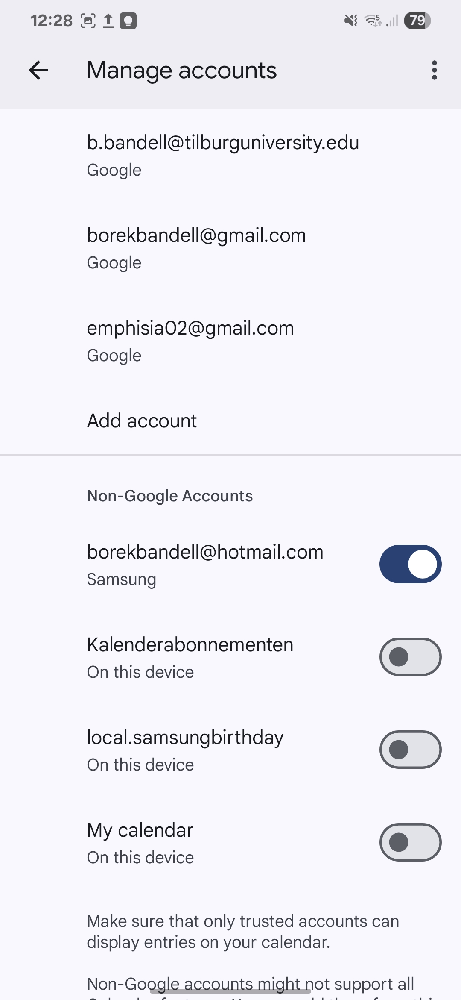 12:28
5
79
Manage accounts
b.bandell@tilburguniversity.edu
Google
borekbandell@gmail.com
Google
emphisia02@gmail.com
Google
Add account
Non-Google Accounts
borekbandell@hotmail.com
Samsung
Kalenderabonnementen
On this device
local.samsungbirthday
On this device
My calendar
On this device
Make sure that only trusted accounts can
display entries on your calendar.
Non-Google accounts might not support all